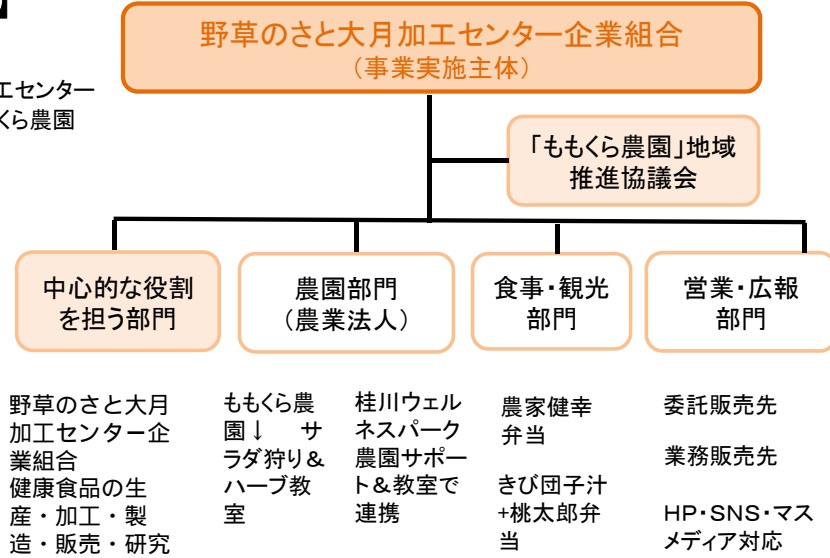 野草のさと大月加工センター企業組合
（事業実施主体）
工センター
くら農園
「ももくら農園」地域
推進協議会
中心的な役割
を担う部門
農園部門
（農業法人）
食事・観光
部門
営業・広報
部門
野草のさと大月
加工センター企
業組合
健康食品の生
産・加工・製
造・販売・研究
ももくら農
園↓　サ
ラダ狩り＆
ハーブ教
室
桂川ウェル
ネスパーク
農園サポー
ト＆教室で
連携
農家健幸
弁当
きび団子汁
+桃太郎弁
当
委託販売先
業務販売先
HP・SNS・マス
メディア対応